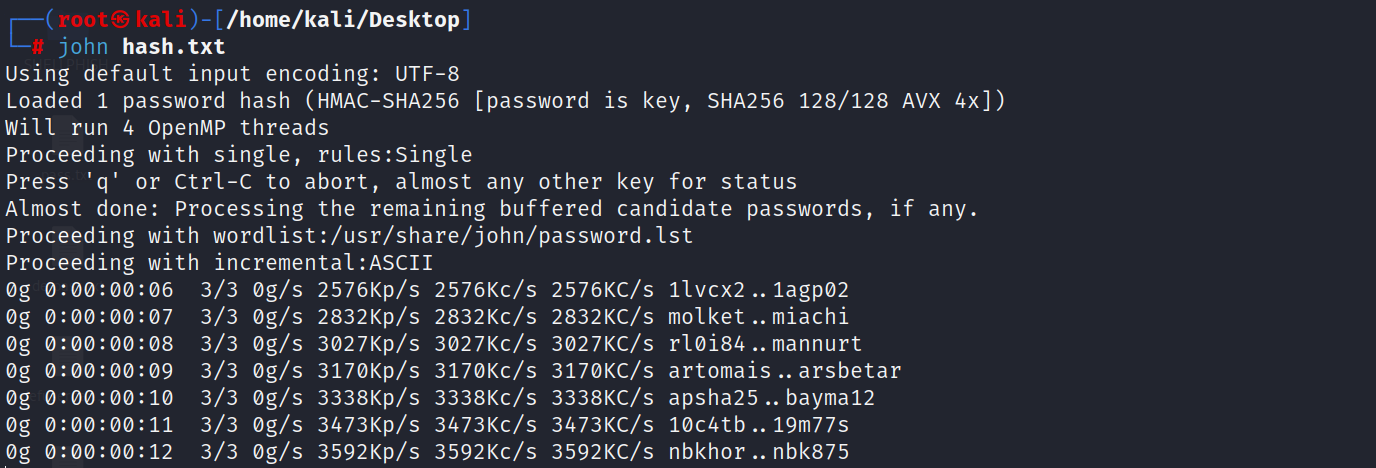 ┌──(root㉿kali)-[/home/kali/Desktop]
└─# john hash.txt
Using default input encoding: UTF-8
Loaded 1 password hash (HMAC-SHA256 [password is key, SHA256 128/128 AVX 4x])
Will run 4 OpenMP threads
Proceeding with single, rules:Single
Press 'q' or Ctrl-C to abort, almost any other key for status
Almost done: Processing the remaining buffered candidate passwords, if any.
Proceeding with wordlist:/usr/share/john/password.lst
Proceeding with incremental:ASCII
0g 0:00:00:06  3/3 0g/s 2576Kp/s 2576Kc/s 2576KC/s 1lvcx2..1agp02
0g 0:00:00:07  3/3 0g/s 2832Kp/s 2832Kc/s 2832KC/s molket..miachi
0g 0:00:00:08  3/3 0g/s 3027Kp/s 3027Kc/s 3027KC/s rl0i84..mannurt
0g 0:00:00:09  3/3 0g/s 3170Kp/s 3170Kc/s 3170KC/s artomais..arsbetar
0g 0:00:00:10  3/3 0g/s 3338Kp/s 3338Kc/s 3338KC/s apsha25..bayma12
0g 0:00:00:11  3/3 0g/s 3473Kp/s 3473Kc/s 3473KC/s 10c4tb..19m77s
0g 0:00:00:12  3/3 0g/s 3592Kp/s 3592Kc/s 3592KC/s nbkhor..nbk875